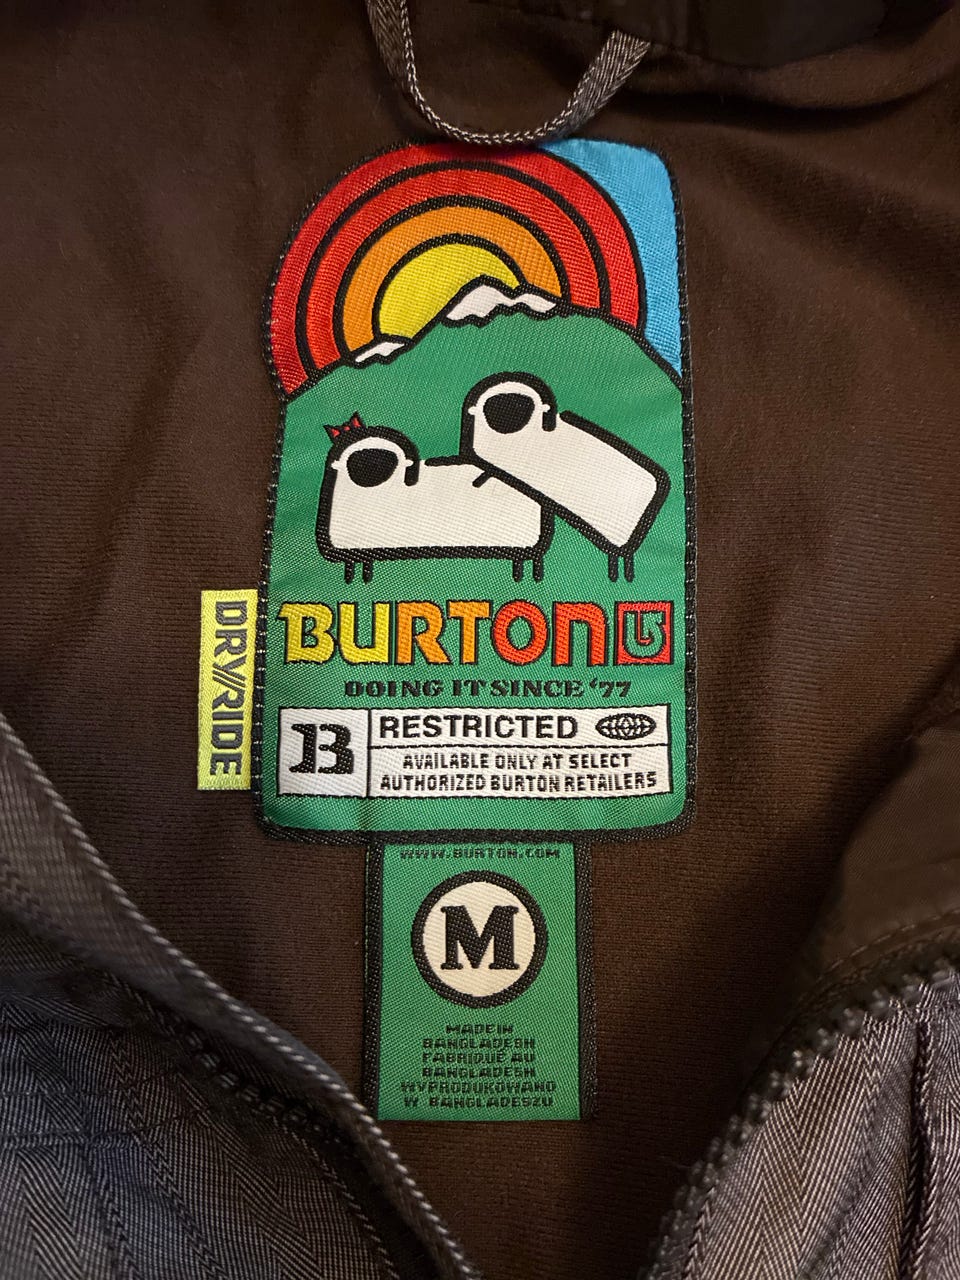 BURTON
DOING IT SINCE '77
B RESTRICTED
AVAILABLE ONLY AT SELECT
AUTHORIZED BURTON RETAILERS
DRY//RIDE
WWW.BURTON.COM
M
MADE IN
BANGLADESH
FABRIQUÉ AU
BANGLADESH
WYPRODUKOWANO
W BANGLADESZU